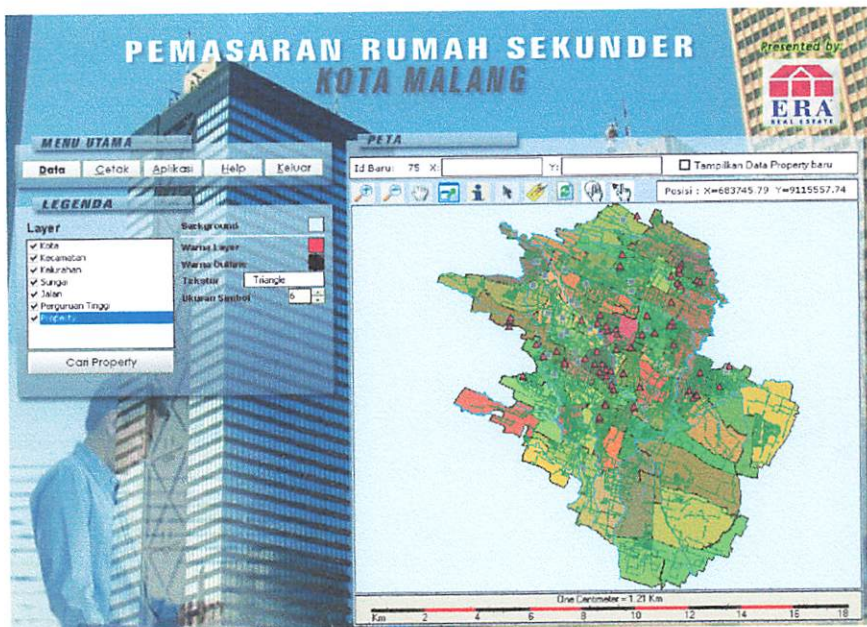 PEMASARAN RUMAH SEKUNDER
KOTA MALANG
Presented by:
ERA
REAL ESTATE
MENU UTAMA
Data Cetak Aplikasi Help Keluar
LEGENDA
Layer
Kota
Kecamatan
Kelurahan
Sungai
Jalan
Perguruan Tinggi
Property
Cari Property
Background
Warna Layer
Warna Outline
Tekstur Triangle
Ukuran Simbol 6
PETA
Id Baru: 75 X: Y: Tampilkan Data Property baru
Posisi : X=683745.79 Y=9115557.74
One Centimeter = 1.21 Km
Km 2 4 6 8 10 12 14 16 18